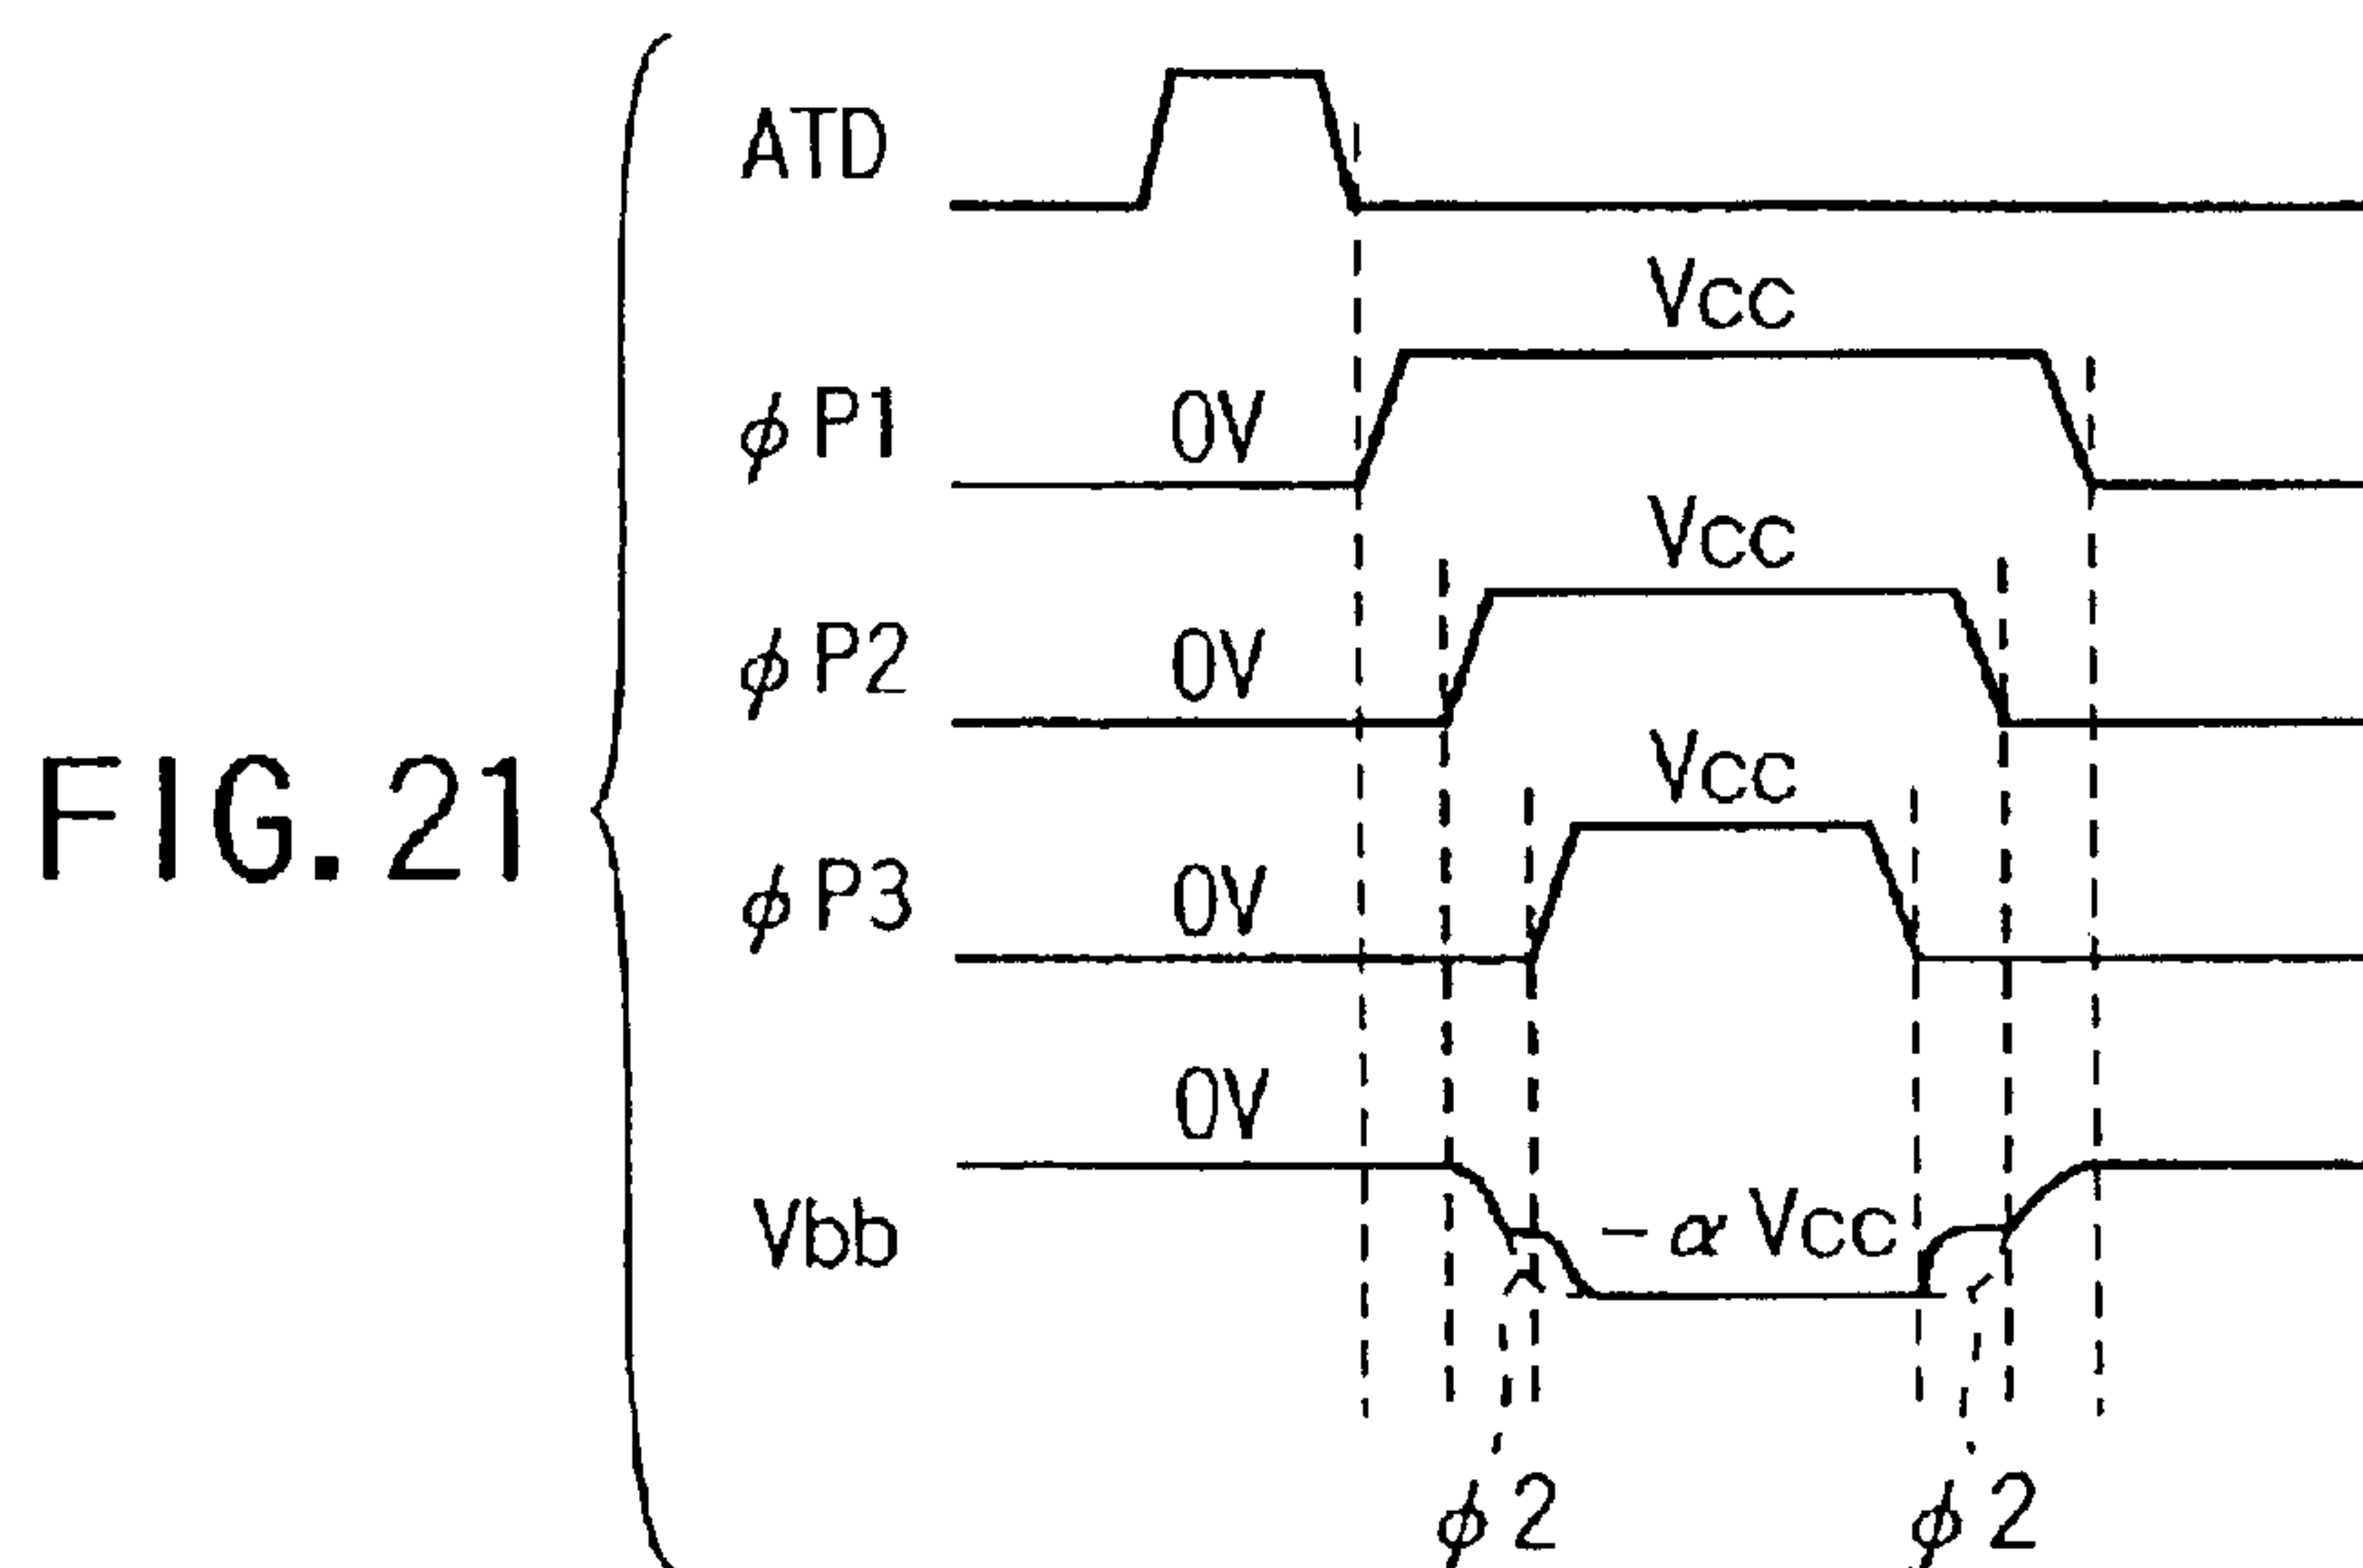 ATD
Vcc
φP1 0V
Vcc
φP2 0V
Vcc
FIG. 21
φP3 0V
0V
Vbb -αVcc
φ2 φ2